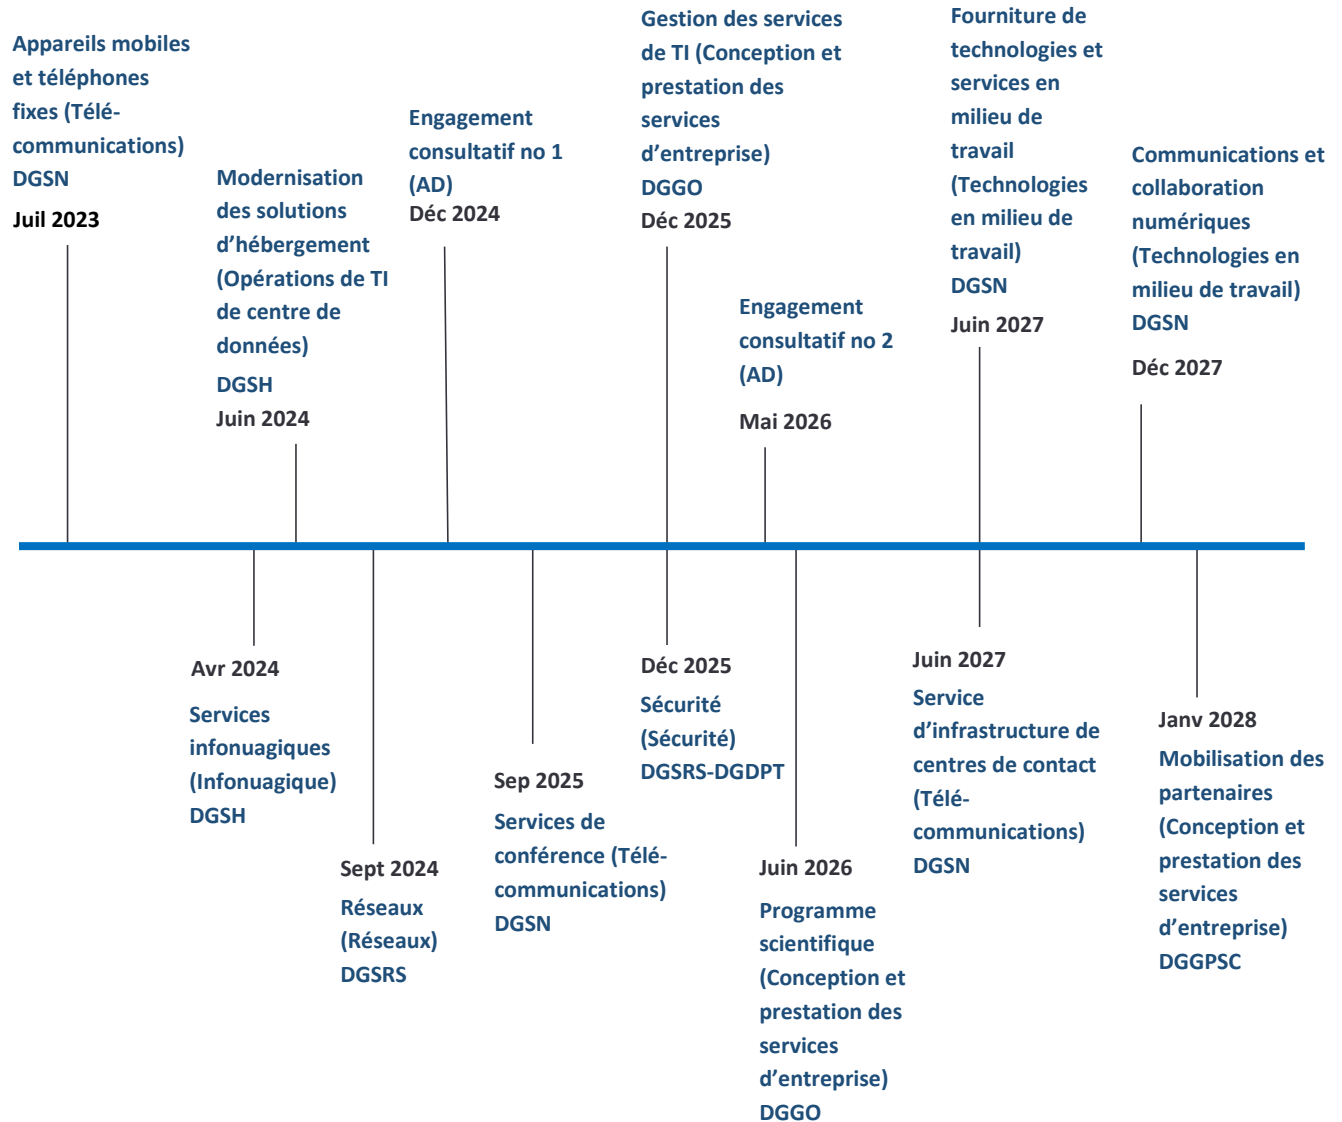 Appareils mobiles
et téléphones
fixes (Télé-
communications)
DGSN
Juil 2023
Modernisation
des solutions
d’hébergement
(Opérations de TI
de centre de
données)
DGSH
Juin 2024
Engagement
consultatif no 1
(AD)
Déc 2024
Gestion des services
de TI (Conception et
prestation des
services
d’entreprise)
DGGO
Déc 2025
Engagement
consultatif no 2
(AD)
Mai 2026
Fourniture de
technologies et
services en
milieu de
travail
(Technologies
en milieu de
travail)
DGSN
Juin 2027
Communications et
collaboration
numériques
(Technologies en
milieu de travail)
DGSN
Déc 2027
Avr 2024
Services
infonuagiques
(Infonuagique)
DGSH
Sept 2024
Réseaux
(Réseaux)
DGSRS
Sep 2025
Services de
conférence (Télé-
communications)
DGSN
Déc 2025
Sécurité
(Sécurité)
DGSRS-DGDPT
Juin 2026
Programme
scientifique
(Conception et
prestation des
services
d’entreprise)
DGGO
Juin 2027
Service
d’infrastructure de
centres de contact
(Télé-
communications)
DGSN
Janv 2028
Mobilisation des
partenaires
(Conception et
prestation des
services
d’entreprise)
DGGPSC